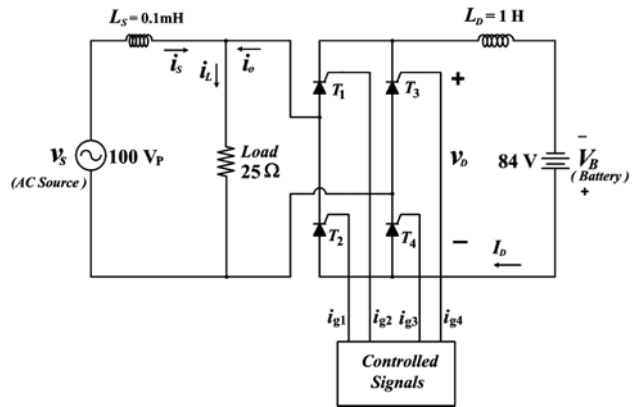 L_S = 0.1mH
L_D = 1 H
i_S
i_L
i_o
T_1
T_3
+
v_S
(AC Source)
100 V_P
Load
25 Ω
v_D
84 V
−
V_B
(Battery)
+
T_2
T_4
−
I_D
i_g1
i_g2
i_g3
i_g4
Controlled
Signals